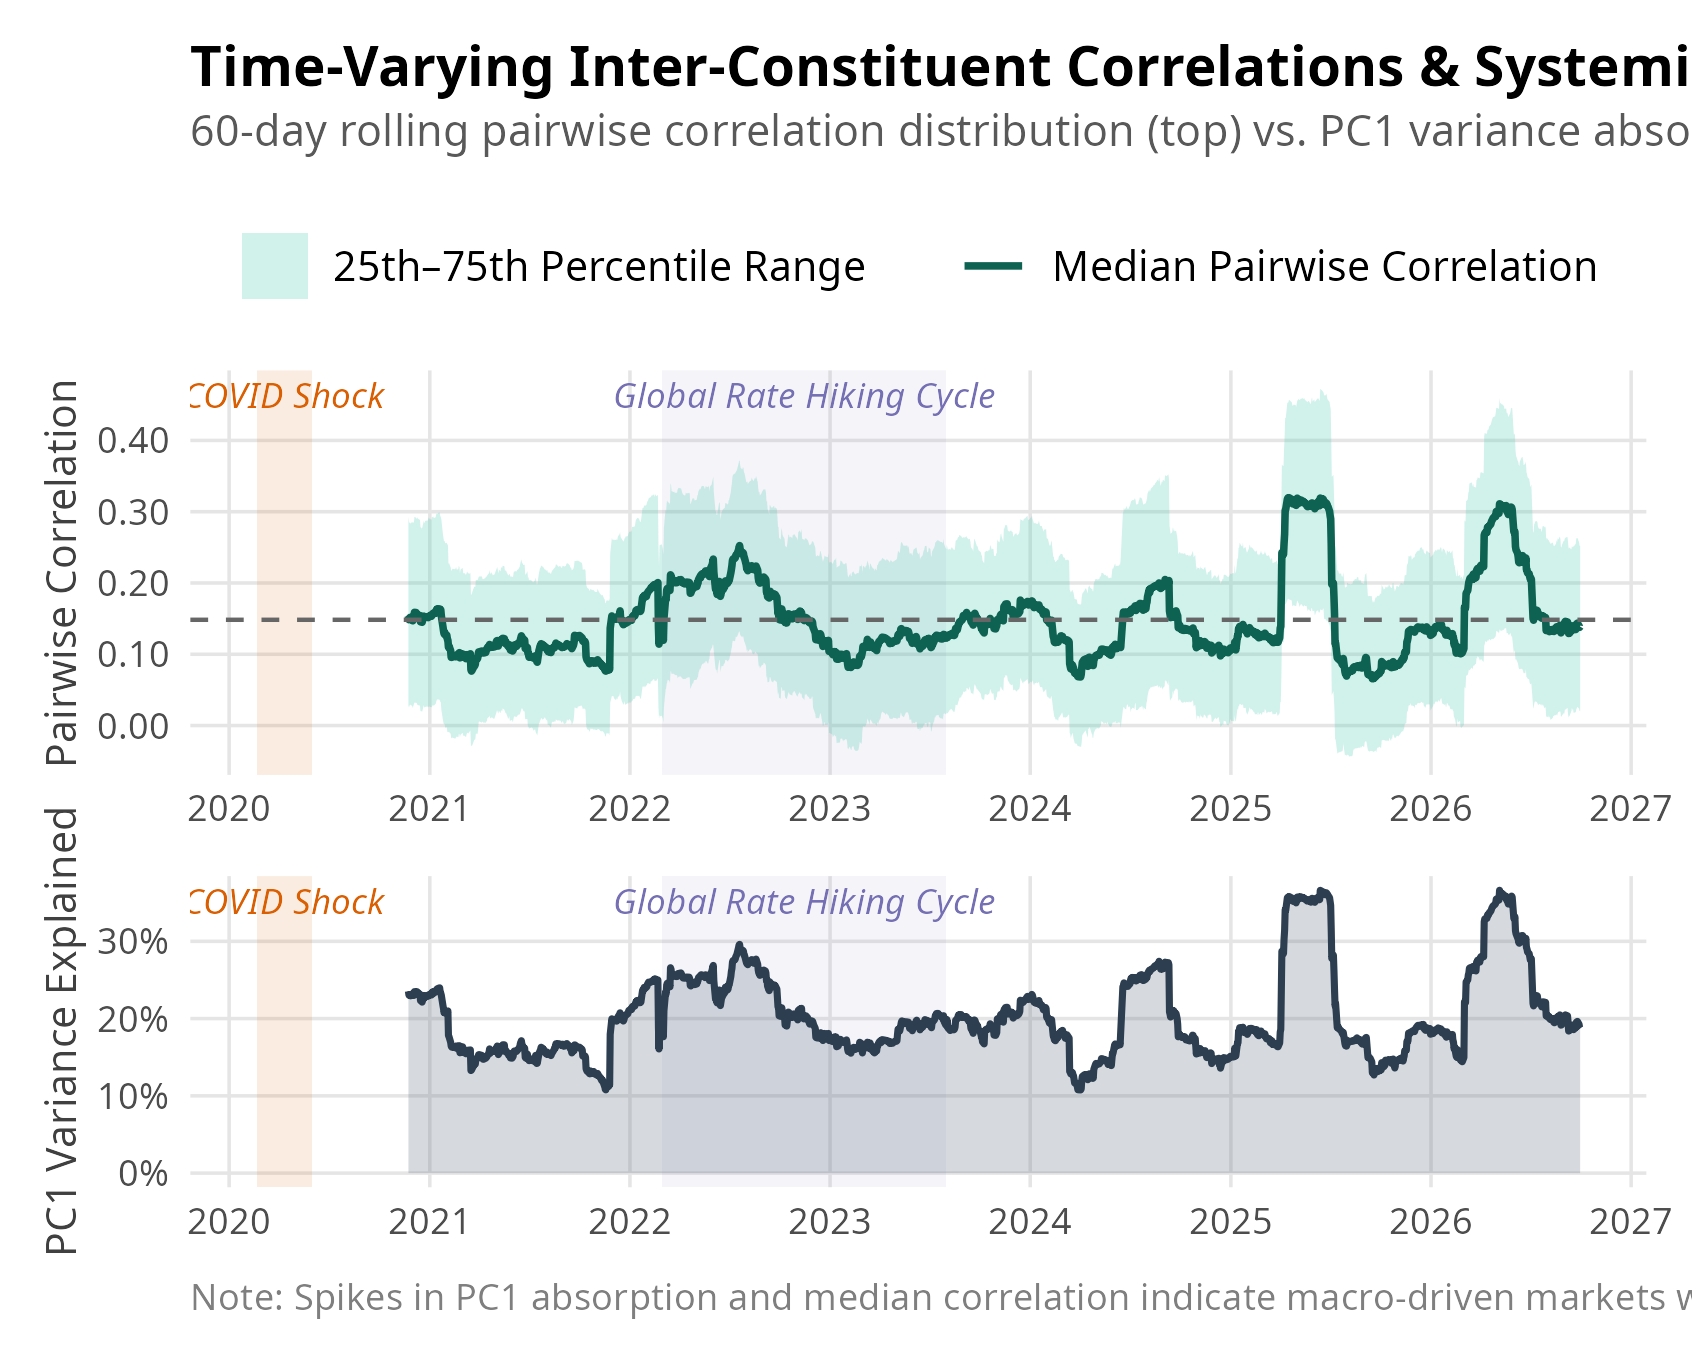 Time-Varying Inter-Constituent Correlations & Systemi
60-day rolling pairwise correlation distribution (top) vs. PC1 variance abso
25th–75th Percentile Range
Median Pairwise Correlation
Pairwise Correlation
COVID Shock
Global Rate Hiking Cycle
0.40
0.30
0.20
0.10
0.00
2020 2021 2022 2023 2024 2025 2026 2027
PC1 Variance Explained
COVID Shock
Global Rate Hiking Cycle
30%
20%
10%
0%
2020 2021 2022 2023 2024 2025 2026 2027
Note: Spikes in PC1 absorption and median correlation indicate macro-driven markets w